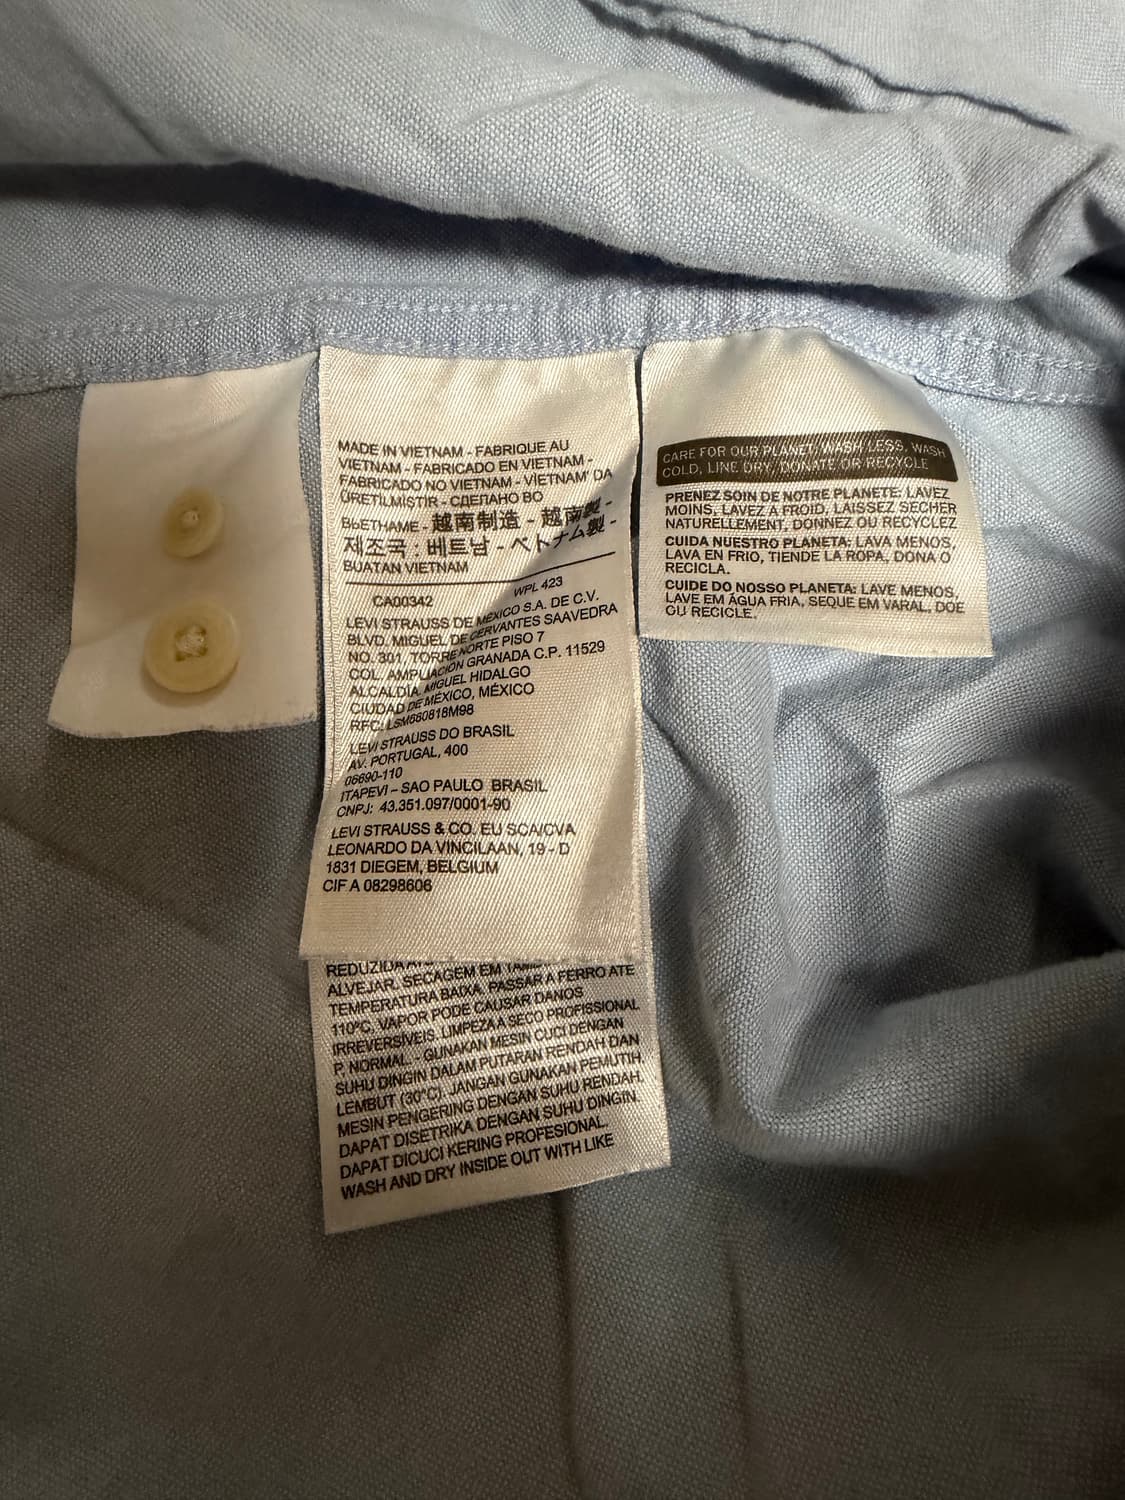 MADE IN VIETNAM - FABRIQUE AU
VIETNAM - FABRICADO EN VIETNAM -
FABRICADO NO VIETNAM - VİETNAM' DA
ÜRETİLMİŞTİR - СДЕЛАНО ВО
ВЬЕТНАМЕ - 越南制造 - 越南製 -
제조국 : 베트남 - ベトナム製 -
BUATAN VIETNAM
WPL 423
CA00342
LEVI STRAUSS DE MÉXICO S.A. DE C.V.
BLVD. MIGUEL DE CERVANTES SAAVEDRA
NO. 301, TORRE NORTE PISO 7
COL. AMPLIACIÓN GRANADA C.P. 11529
ALCALDÍA MIGUEL HIDALGO
CIUDAD DE MÉXICO, MÉXICO
RFC: LSM880818M98
LEVI STRAUSS DO BRASIL
AV. PORTUGAL, 400
06690-110
ITAPEVI – SAO PAULO BRASIL
CNPJ: 43.351.097/0001-90
LEVI STRAUSS & CO. EU SCA/CVA
LEONARDO DA VINCILAAN, 19 - D
1831 DIEGEM, BELGIUM
CIF A 08298606
REDUZIDA
ALVEJAR. SECAGEM EM
TEMPERATURA BAIXA. PASSAR A FERRO ATE
110°C. VAPOR PODE CAUSAR DANOS
IRREVERSIVEIS. LIMPEZA A SECO PROFISSIONAL
P, NORMAL. - GUNAKAN MESIN CUCI DENGAN
SUHU DINGIN DALAM PUTARAN RENDAH DAN
LEMBUT (30°C). JANGAN GUNAKAN PEMUTIH.
MESIN PENGERING DENGAN SUHU RENDAH.
DAPAT DISETRIKA DENGAN SUHU DINGIN.
DAPAT DICUCI KERING PROFESIONAL.
WASH AND DRY INSIDE OUT WITH LIKE
CARE FOR OUR PLANET: WASH LESS, WASH
COLD, LINE DRY, DONATE OR RECYCLE
PRENEZ SOIN DE NOTRE PLANETE: LAVEZ
MOINS, LAVEZ A FROID, LAISSEZ SECHER
NATURELLEMENT, DONNEZ OU RECYCLEZ
CUIDA NUESTRO PLANETA: LAVA MENOS,
LAVA EN FRIO, TIENDE LA ROPA, DONA O
RECICLA.
CUIDE DO NOSSO PLANETA: LAVE MENOS,
LAVE EM ÁGUA FRIA, SEQUE EM VARAL, DOE
OU RECICLE.